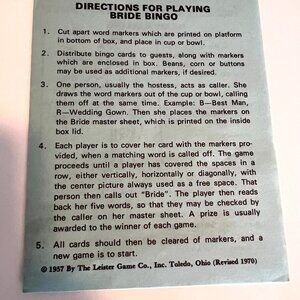 DIRECTIONS FOR PLAYING
BRIDE BINGO
1. Cut apart word markers which are printed on platform
in bottom of box, and place in cup or bowl.
2. Distribute bingo cards to guests, along with markers
which are enclosed in box. Beans, corn or buttons
may be used as additional markers, if desired.
3. One person, usually the hostess, acts as caller. She
draws the word markers out of the cup or bowl, calling
them off at the same time. Example: B—Best Man,
R—Wedding Gown. Then she places the markers on
the Bride master sheet, which is printed on the inside
box lid.
4. Each player is to cover her card with the markers pro-
vided, when a matching word is called off. The game
proceeds until a player has covered the spaces in a
row, either vertically, horizontally or diagonally, with
the center picture always used as a free space. That
person then calls out "Bride". The player then reads
back her five words, so that they may be checked by
the caller on her master sheet. A prize is usually
awarded to the winner of each game.
5. All cards should then be cleared of markers, and a
new game is to start.
© 1957 By The Leister Game Co., Inc. Toledo, Ohio (Revised 1970)